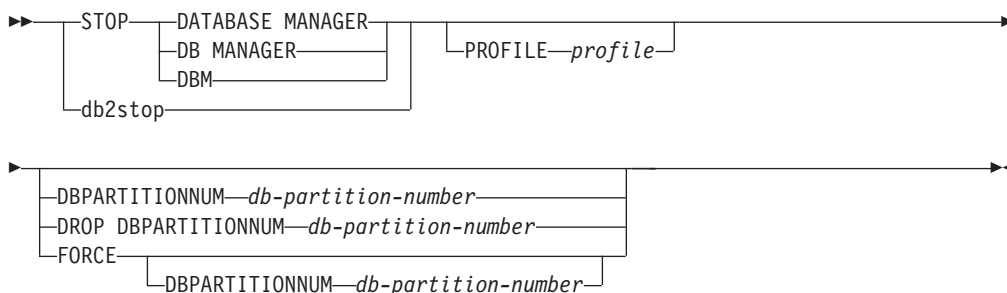 STOP DATABASE MANAGER
DB MANAGER PROFILE profile
DBM
db2stop
DBPARTITIONNUM db-partition-number
DROP DBPARTITIONNUM db-partition-number
FORCE
DBPARTITIONNUM db-partition-number